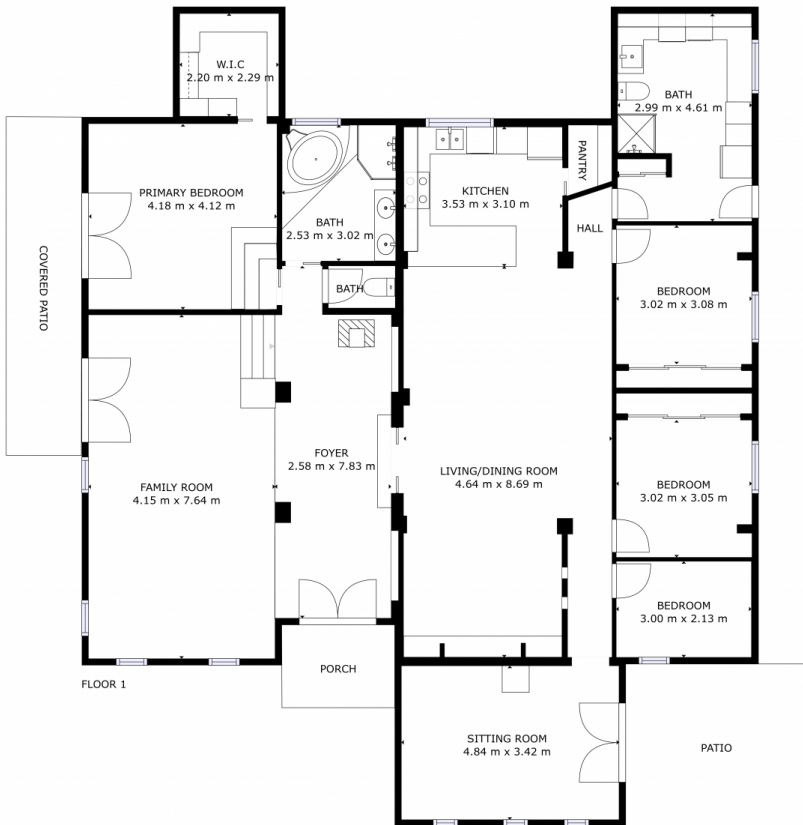 W.I.C
2.20 m x 2.29 m
BATH
2.99 m x 4.61 m
PRIMARY BEDROOM
4.18 m x 4.12 m
BATH
2.53 m x 3.02 m
KITCHEN
3.53 m x 3.10 m
PANTRY
HALL
COVERED PATIO
BATH
BEDROOM
3.02 m x 3.08 m
FOYER
2.58 m x 7.83 m
LIVING/DINING ROOM
4.64 m x 8.69 m
FAMILY ROOM
4.15 m x 7.64 m
BEDROOM
3.02 m x 3.05 m
BEDROOM
3.00 m x 2.13 m
PORCH
FLOOR 1
SITTING ROOM
4.84 m x 3.42 m
PATIO